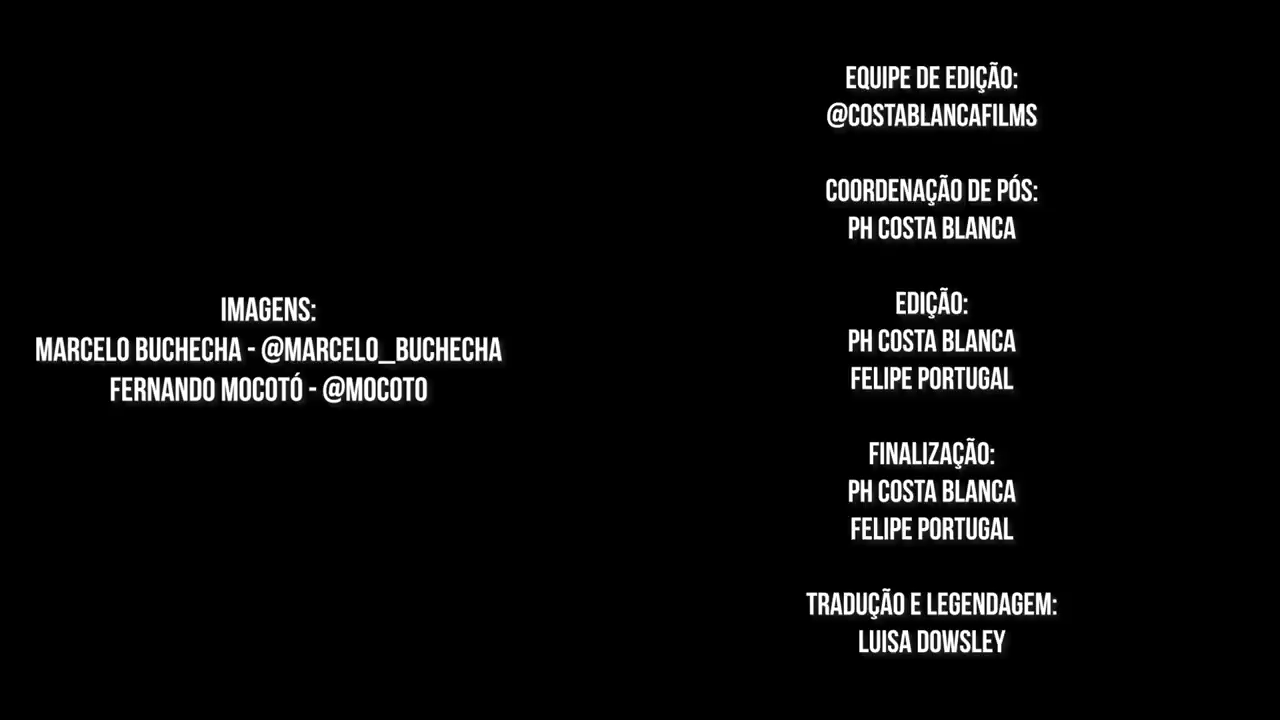 IMAGENS:
MARCELO BUCHECHA - @MARCELO_BUCHECHA
FERNANDO MOCOTÓ - @MOCOTO
EQUIPE DE EDIÇÃO:
@COSTABLANCAFILMS
COORDENAÇÃO DE PÓS:
PH COSTA BLANCA
EDIÇÃO:
PH COSTA BLANCA
FELIPE PORTUGAL
FINALIZAÇÃO:
PH COSTA BLANCA
FELIPE PORTUGAL
TRADUÇÃO E LEGENDAGEM:
LUISA DOWSLEY